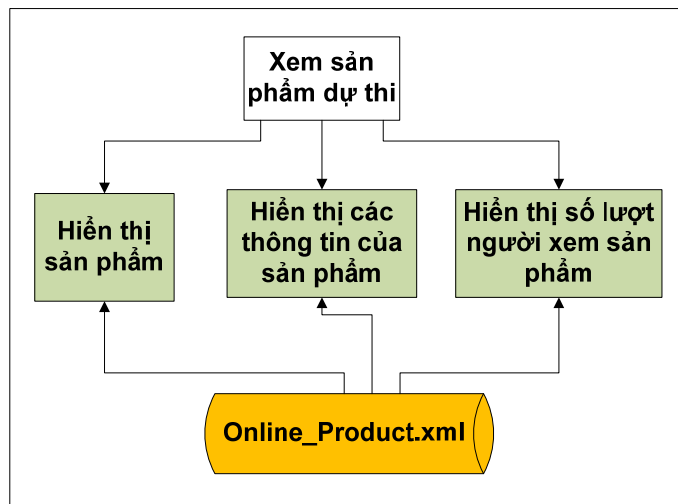 Xem sản
phẩm dự thi
Hiển thị
sản phẩm
Hiển thị các
thông tin của
sản phẩm
Hiển thị số lượt
người xem sản
phẩm
Online_Product.xml